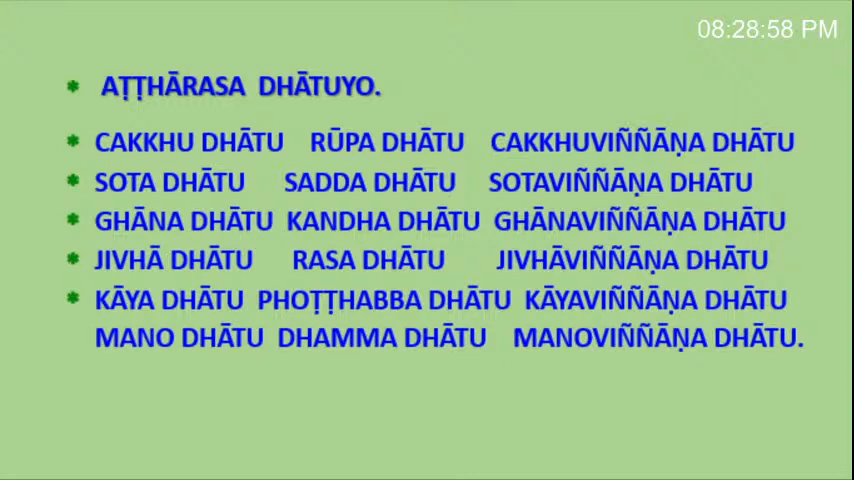 08:28:58 PM
AṬṬHĀRASA DHĀTUYO.
CAKKHU DHĀTU RŪPA DHĀTU CAKKHUVIÑÑĀṆA DHĀTU
SOTA DHĀTU SADDA DHĀTU SOTAVIÑÑĀṆA DHĀTU
GHĀNA DHĀTU KANDHA DHĀTU GHĀNAVIÑÑĀṆA DHĀTU
JIVHĀ DHĀTU RASA DHĀTU JIVHĀVIÑÑĀṆA DHĀTU
KĀYA DHĀTU PHOṬṬHABBA DHĀTU KĀYAVIÑÑĀṆA DHĀTU
MANO DHĀTU DHAMMA DHĀTU MANOVIÑÑĀṆA DHĀTU.